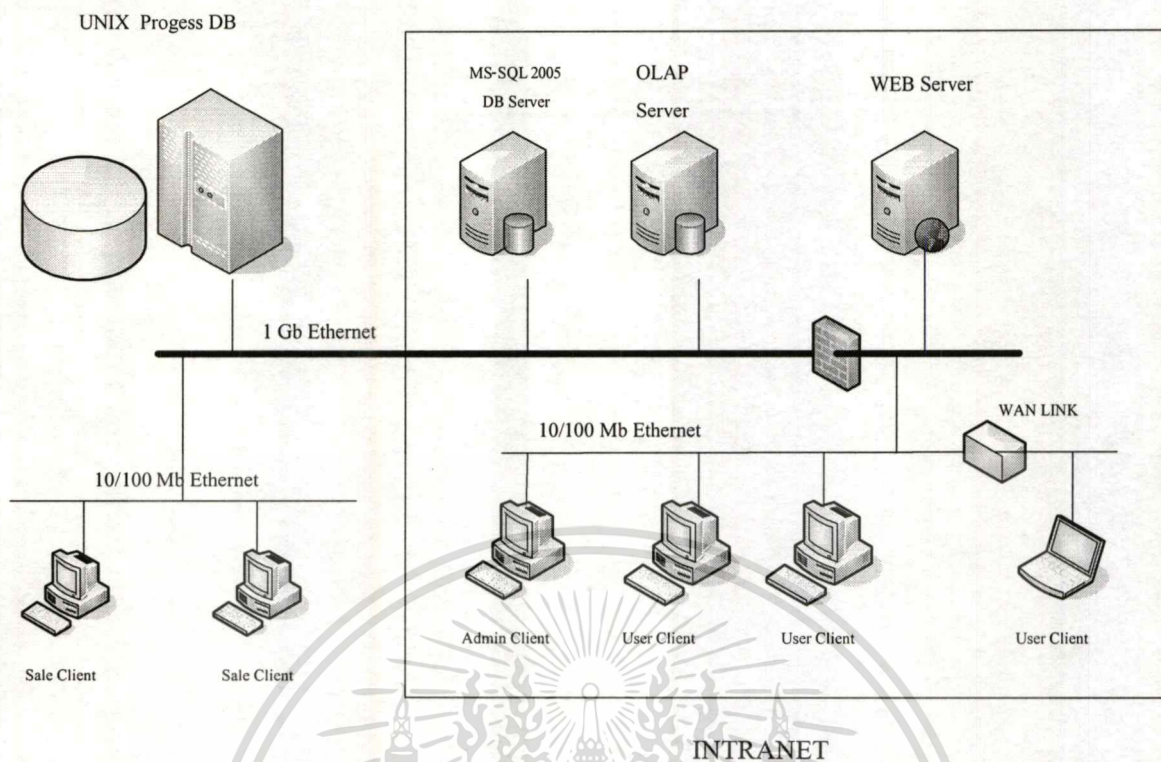 UNIX Progess DB
MS-SQL 2005
DB Server
OLAP
Server
WEB Server
1 Gb Ethernet
WAN LINK
10/100 Mb Ethernet
10/100 Mb Ethernet
Sale Client
Sale Client
Admin Client
User Client
User Client
User Client
INTRANET